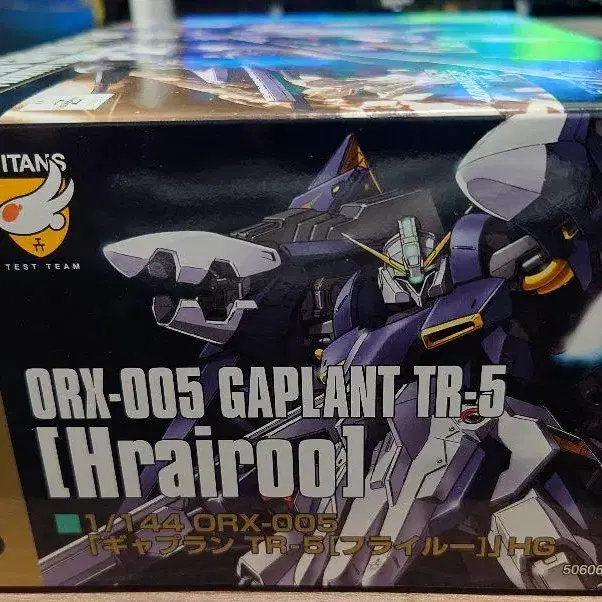 ITANS
TEST TEAM
ORX-005 GAPLANT TR-5
[Hrairoo]
1/144 ORX-005
「ギャプラン TR-5[フライルー]」HG
50606